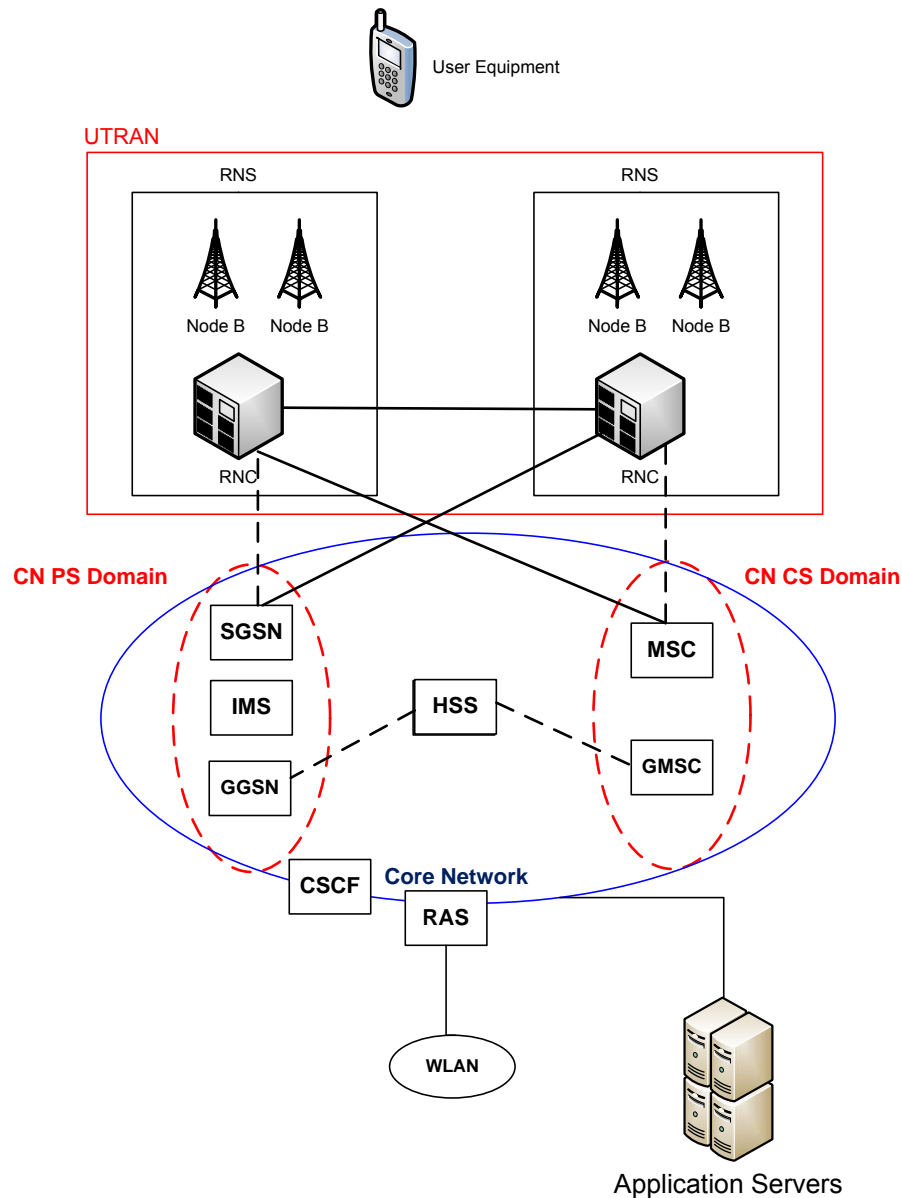 User Equipment
UTRAN
RNS
RNS
Node B
Node B
Node B
Node B
RNC
RNC
CN PS Domain
CN CS Domain
SGSN
MSC
IMS
HSS
GGSN
GMSC
CSCF
Core Network
RAS
WLAN
Application Servers